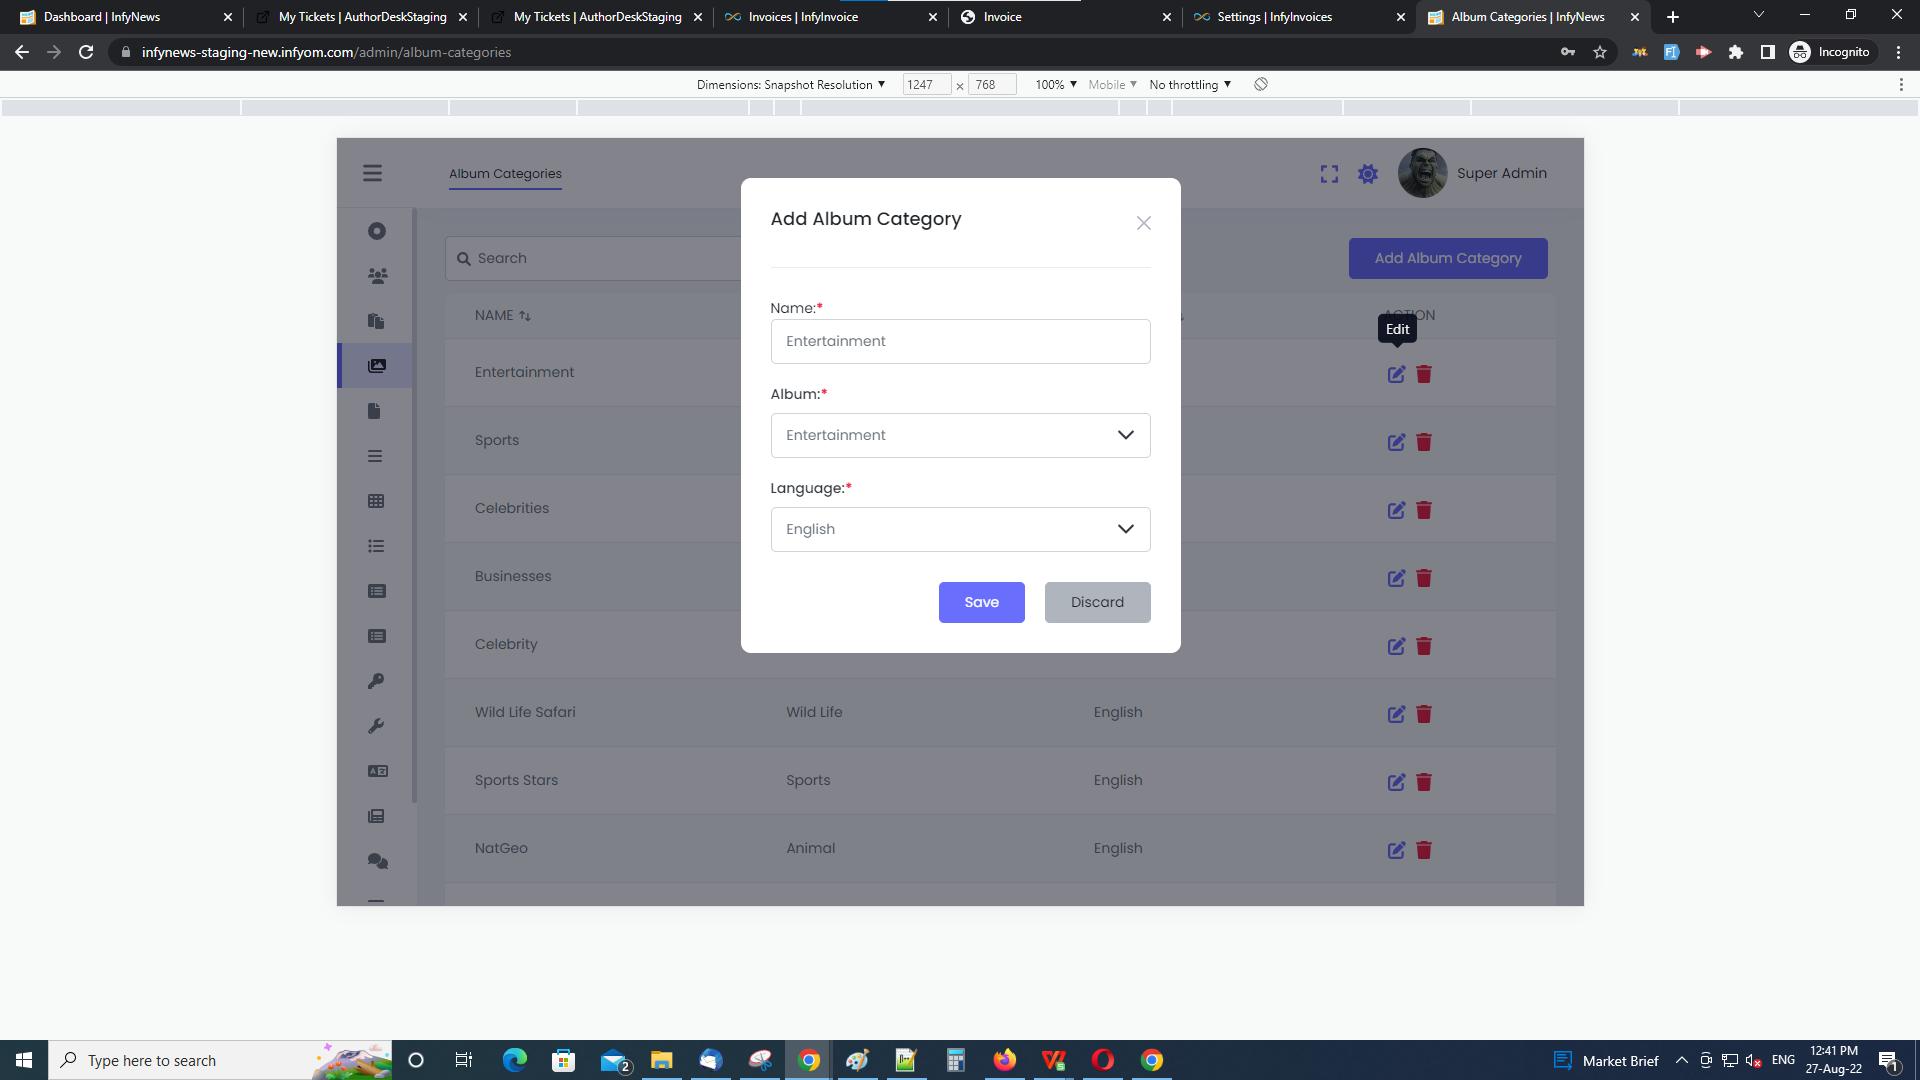 Dashboard | InfyNews
My Tickets | AuthorDeskStaging
My Tickets | AuthorDeskStaging
Invoices | InfyInvoice
Invoice
Settings | InfyInvoices
Album Categories | InfyNews
infynews-staging-new.infyom.com/admin/album-categories
Incognito
Dimensions: Snapshot Resolution ▼ 1247 × 768 100% ▼ Mobile ▼ No throttling ▼
Album Categories
Super Admin
Add Album Category
Search
Add Album Category
NAME
ACTION
Edit
Name:*
Entertainment
Album:*
Entertainment
Language:*
English
Save Discard
Entertainment
Sports
Celebrities
Businesses
Celebrity
Wild Life Safari Wild Life English
Sports Stars Sports English
NatGeo Animal English
Type here to search
2
Market Brief
ENG
12:41 PM
27-Aug-22
1